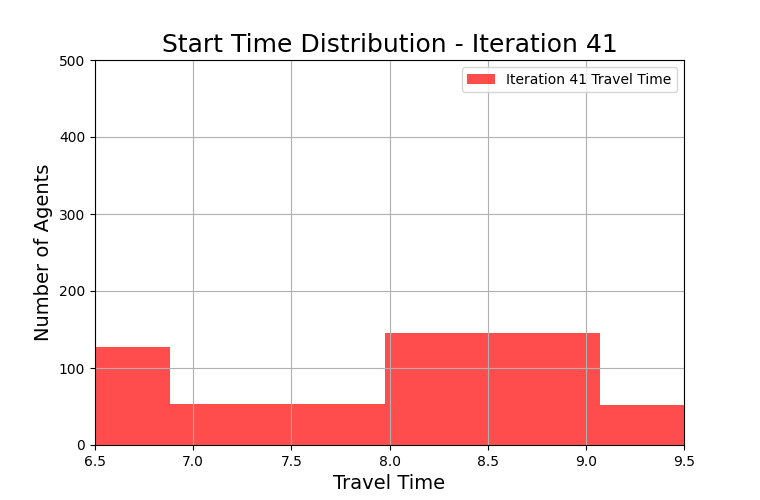 Start Time Distribution - Iteration 41
Iteration 41 Travel Time
Number of Agents
500
400
300
200
100
0
6.5 7.0 7.5 8.0 8.5 9.0 9.5
Travel Time